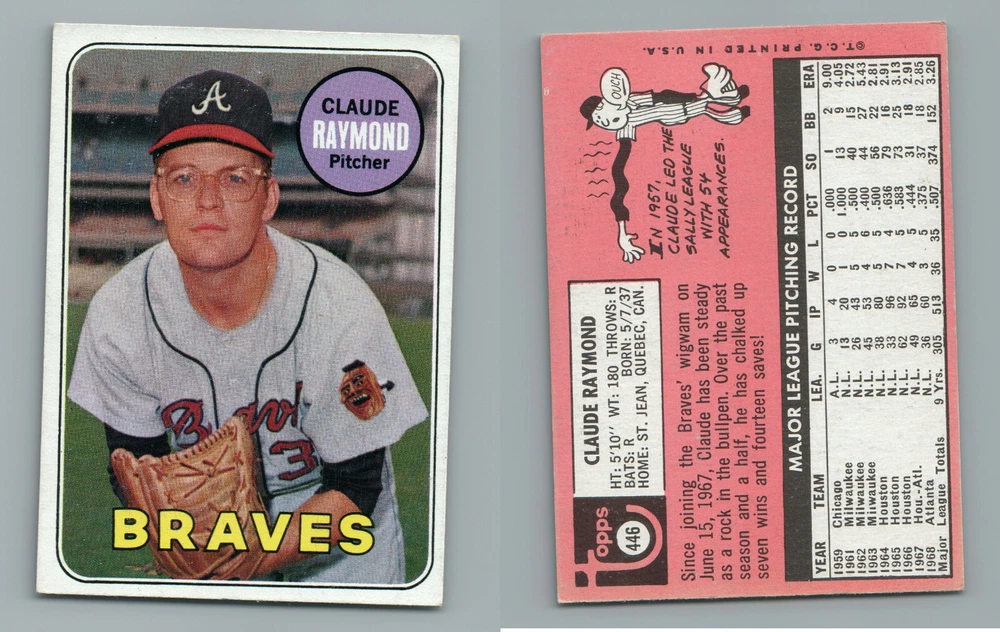 A
CLAUDE
RAYMOND
Pitcher
Braves
3
BRAVES
topps
446
CLAUDE RAYMOND
HT: 5'10" WT: 180 THROWS: R
BATS: R BORN: 5/7/37
HOME: ST. JEAN, QUEBEC, CAN.
OUCH
IN 1957,
CLAUDE LED THE
SALLY LEAGUE
WITH 54
APPEARANCES.
Since joining the Braves' wigwam on
June 15, 1967, Claude has been steady
as a rock in the bullpen. Over the past
season and a half, he has chalked up
seven wins and fourteen saves!
MAJOR LEAGUE PITCHING RECORD
YEAR TEAM LEA. G IP W L PCT SO BB ERA
1959 Chicago A.L. 3 4 0 0 .000 1 2 9.00
1961 Milwaukee N.L. 13 20 1 0 1.000 13 9 4.05
1962 Milwaukee N.L. 26 43 5 5 .500 40 15 2.72
1963 Milwaukee N.L. 45 53 4 6 .400 44 27 5.43
1964 Houston N.L. 38 80 5 5 .500 56 22 2.81
1965 Houston N.L. 33 96 7 4 .636 79 16 2.91
1966 Houston N.L. 62 92 7 5 .583 73 25 3.13
1967 Hou.-Atl. N.L. 49 65 4 5 .444 31 18 2.91
1968 Atlanta N.L. 36 60 3 5 .375 37 18 2.85
Major League Totals 9 Yrs. 305 513 36 35 .507 374 152 3.26
©T.C.G. PRINTED IN U.S.A.